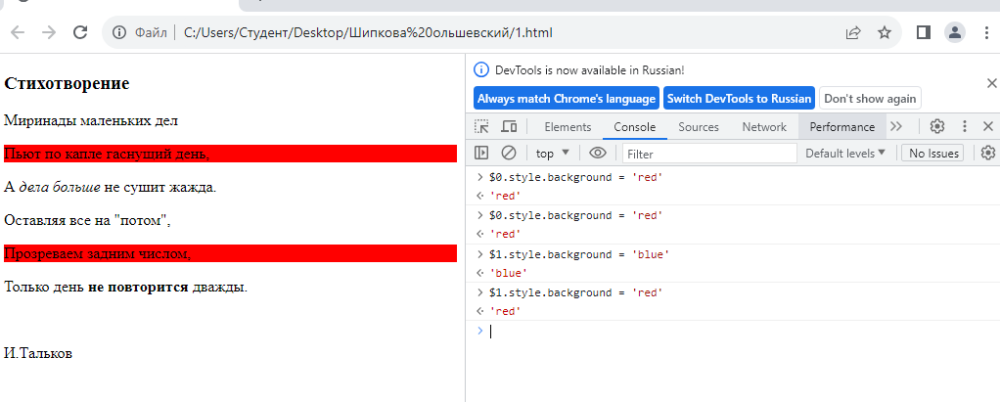 Файл C:/Users/Студент/Desktop/Шипкова%20ольшевский/1.html
Стихотворение
Миринады маленьких дел
Пьют по капле гаснущий день,
А дела больше не сушит жажда.
Оставляя все на "потом",
Прозреваем задним числом,
Только день не повторится дважды.
И.Тальков
DevTools is now available in Russian!
Always match Chrome's language Switch DevTools to Russian Don't show again
Elements Console Sources Network Performance
top Filter Default levels No Issues
$0.style.background = 'red'
'red'
$0.style.background = 'red'
'red'
$1.style.background = 'blue'
'blue'
$1.style.background = 'red'
'red'